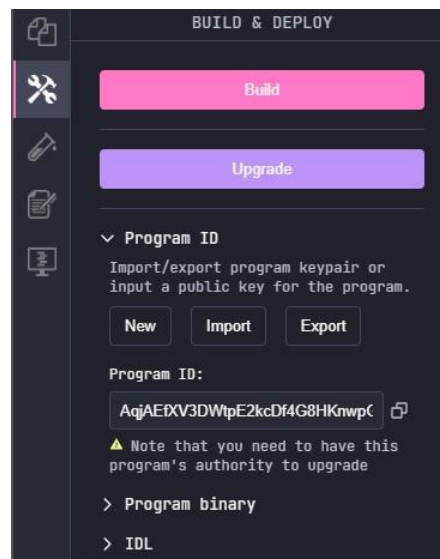 BUILD & DEPLOY
Build
Upgrade
Program ID
Import/export program keypair or
input a public key for the program.
New Import Export
Program ID:
AqjAEfXV3DWtpE2kcDf4G8HKnwp
Note that you need to have this
program's authority to upgrade
Program binary
IDL